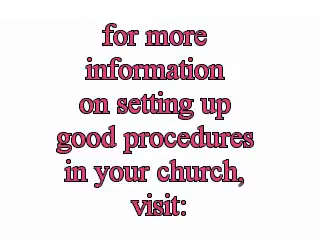 for more
information
on setting up
good procedures
in your church,
visit: